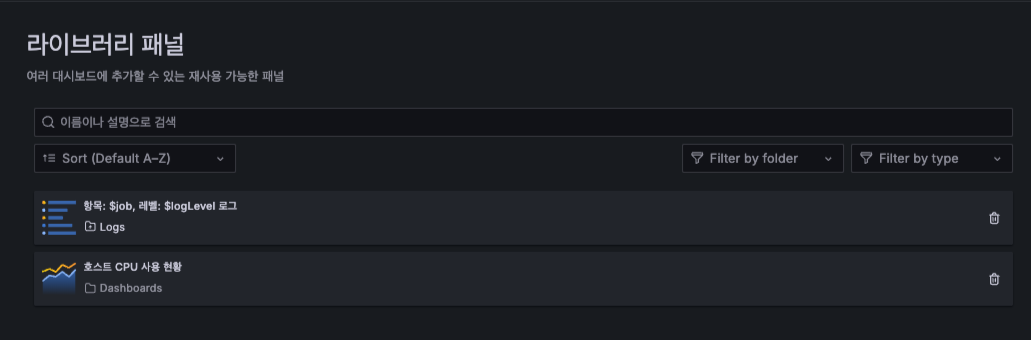 라이브러리 패널
여러 대시보드에 추가할 수 있는 재사용 가능한 패널
이름이나 설명으로 검색
Sort (Default A–Z)
Filter by folder
Filter by type
항목: $job, 레벨: $logLevel 로그
Logs
호스트 CPU 사용 현황
Dashboards